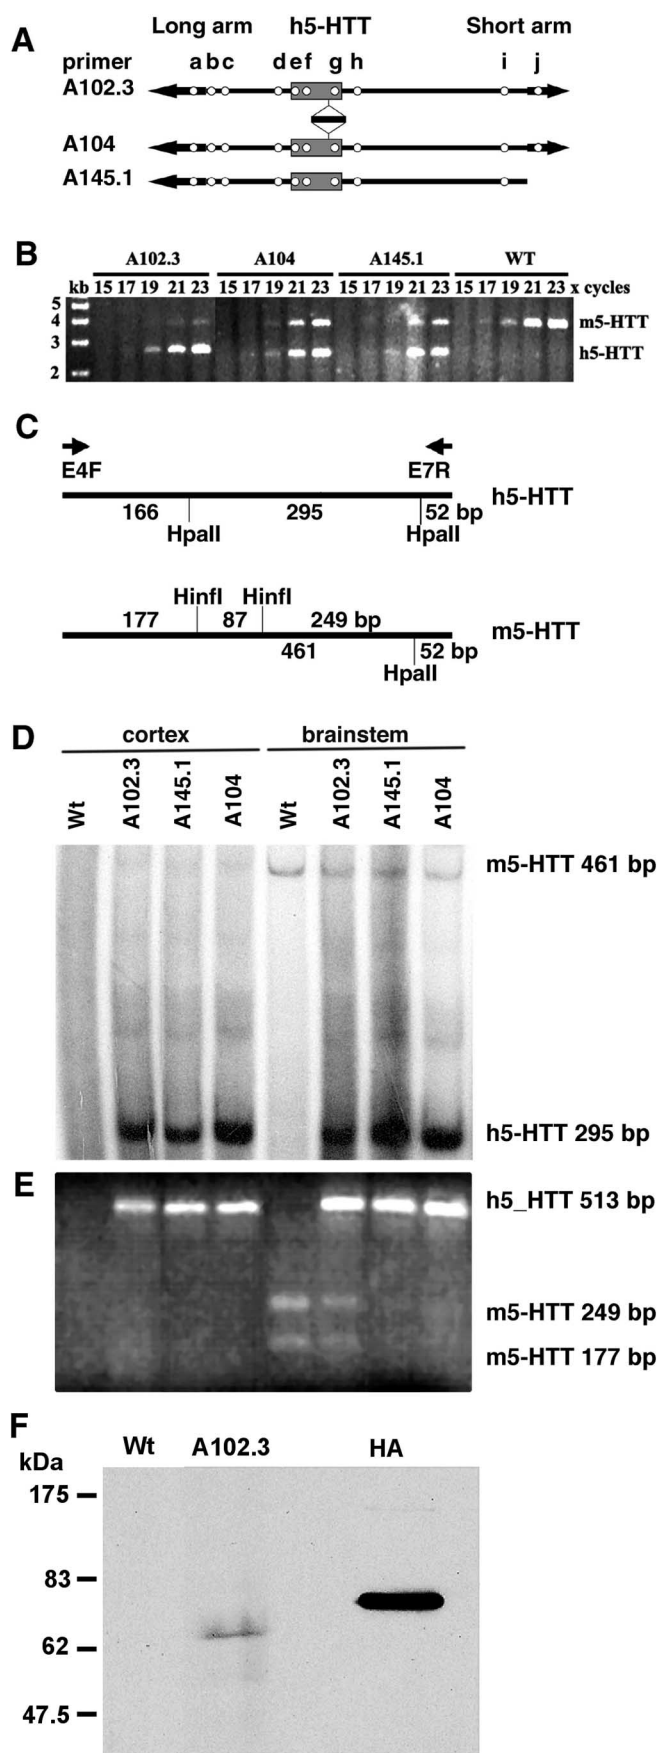 A
Long arm h5-HTT Short arm
primer a b c d e f g h i j
A102.3
A104
A145.1
B
A102.3 A104 A145.1 WT
kb 15 17 19 21 23 15 17 19 21 23 15 17 19 21 23 15 17 19 21 23 x cycles
5
4 m5-HTT
3
h5-HTT
2
C
E4F E7R
h5-HTT
166 295 52 bp
HpaII HpaII
HinfI HinfI
177 87 249 bp
m5-HTT
461 52 bp
HpaII
D
cortex brainstem
Wt A102.3 A145.1 A104 Wt A102.3 A145.1 A104
m5-HTT 461 bp
h5-HTT 295 bp
E
h5_HTT 513 bp
m5-HTT 249 bp
m5-HTT 177 bp
F
Wt A102.3 HA
kDa
175
83
62
47.5